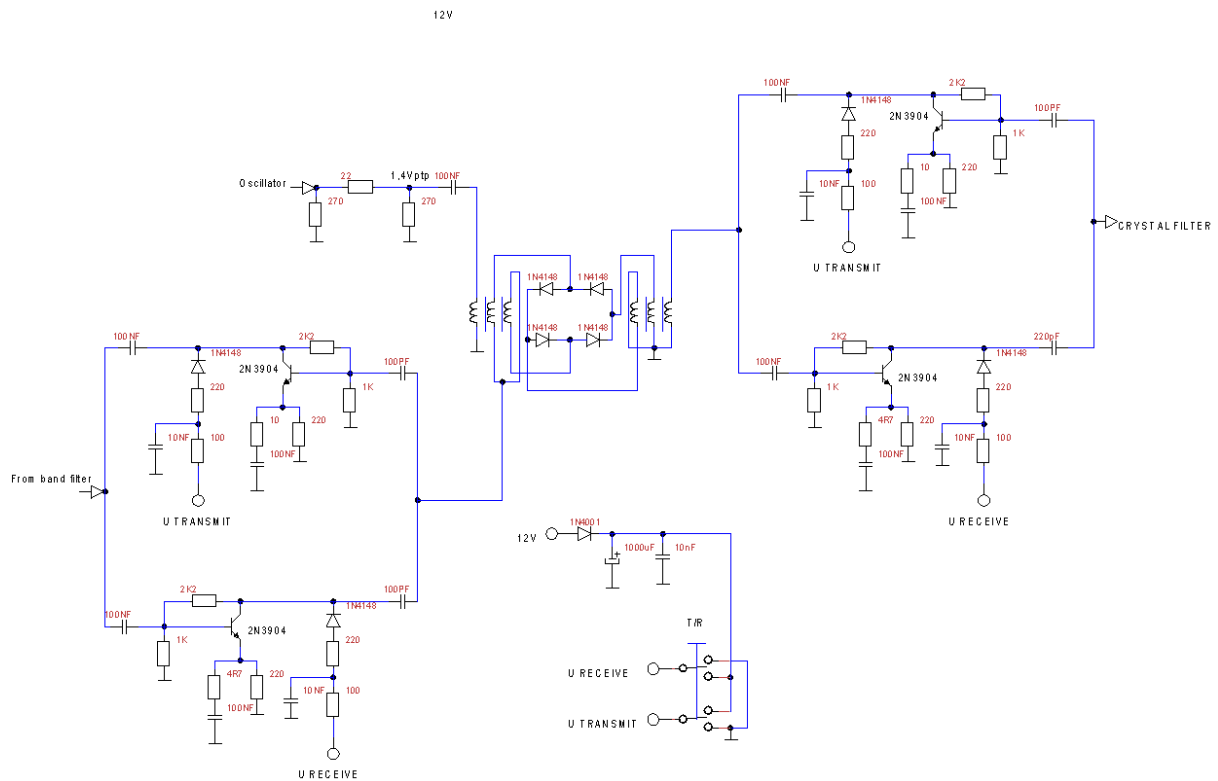 12V
100NF
1N4148
2K2
2N3904
100PF
220
1K
10
220
10NF
100
100NF
U TRANSMIT
CRYSTAL FILTER
Oscillator
22
1,4Vptp
100NF
270
270
1N4148
1N4148
1N4148
1N4148
100NF
1N4148
2K2
2N3904
100PF
220
1K
10
220
10NF
100
100NF
From band filter
U TRANSMIT
100NF
2K2
1K
2N3904
220pF
1N4148
220
4R7
220
10NF
100
100NF
U RECEIVE
100NF
2K2
1K
2N3904
100PF
1N4148
220
4R7
220
10NF
100
100NF
U RECEIVE
12V
1N4001
1000uF
+
10nF
T/R
U RECEIVE
U TRANSMIT